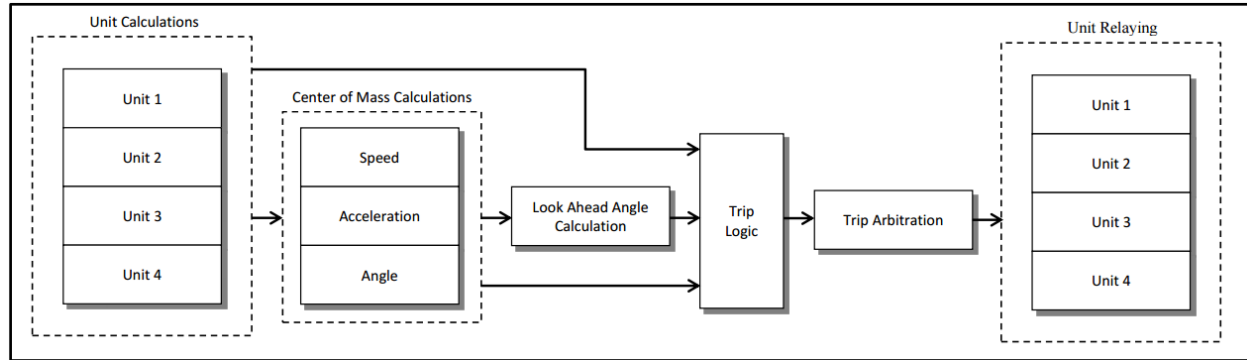 Unit Calculations
Unit 1
Unit 2
Unit 3
Unit 4
Center of Mass Calculations
Speed
Acceleration
Angle
Look Ahead Angle
Calculation
Trip
Logic
Trip Arbitration
Unit Relaying
Unit 1
Unit 2
Unit 3
Unit 4